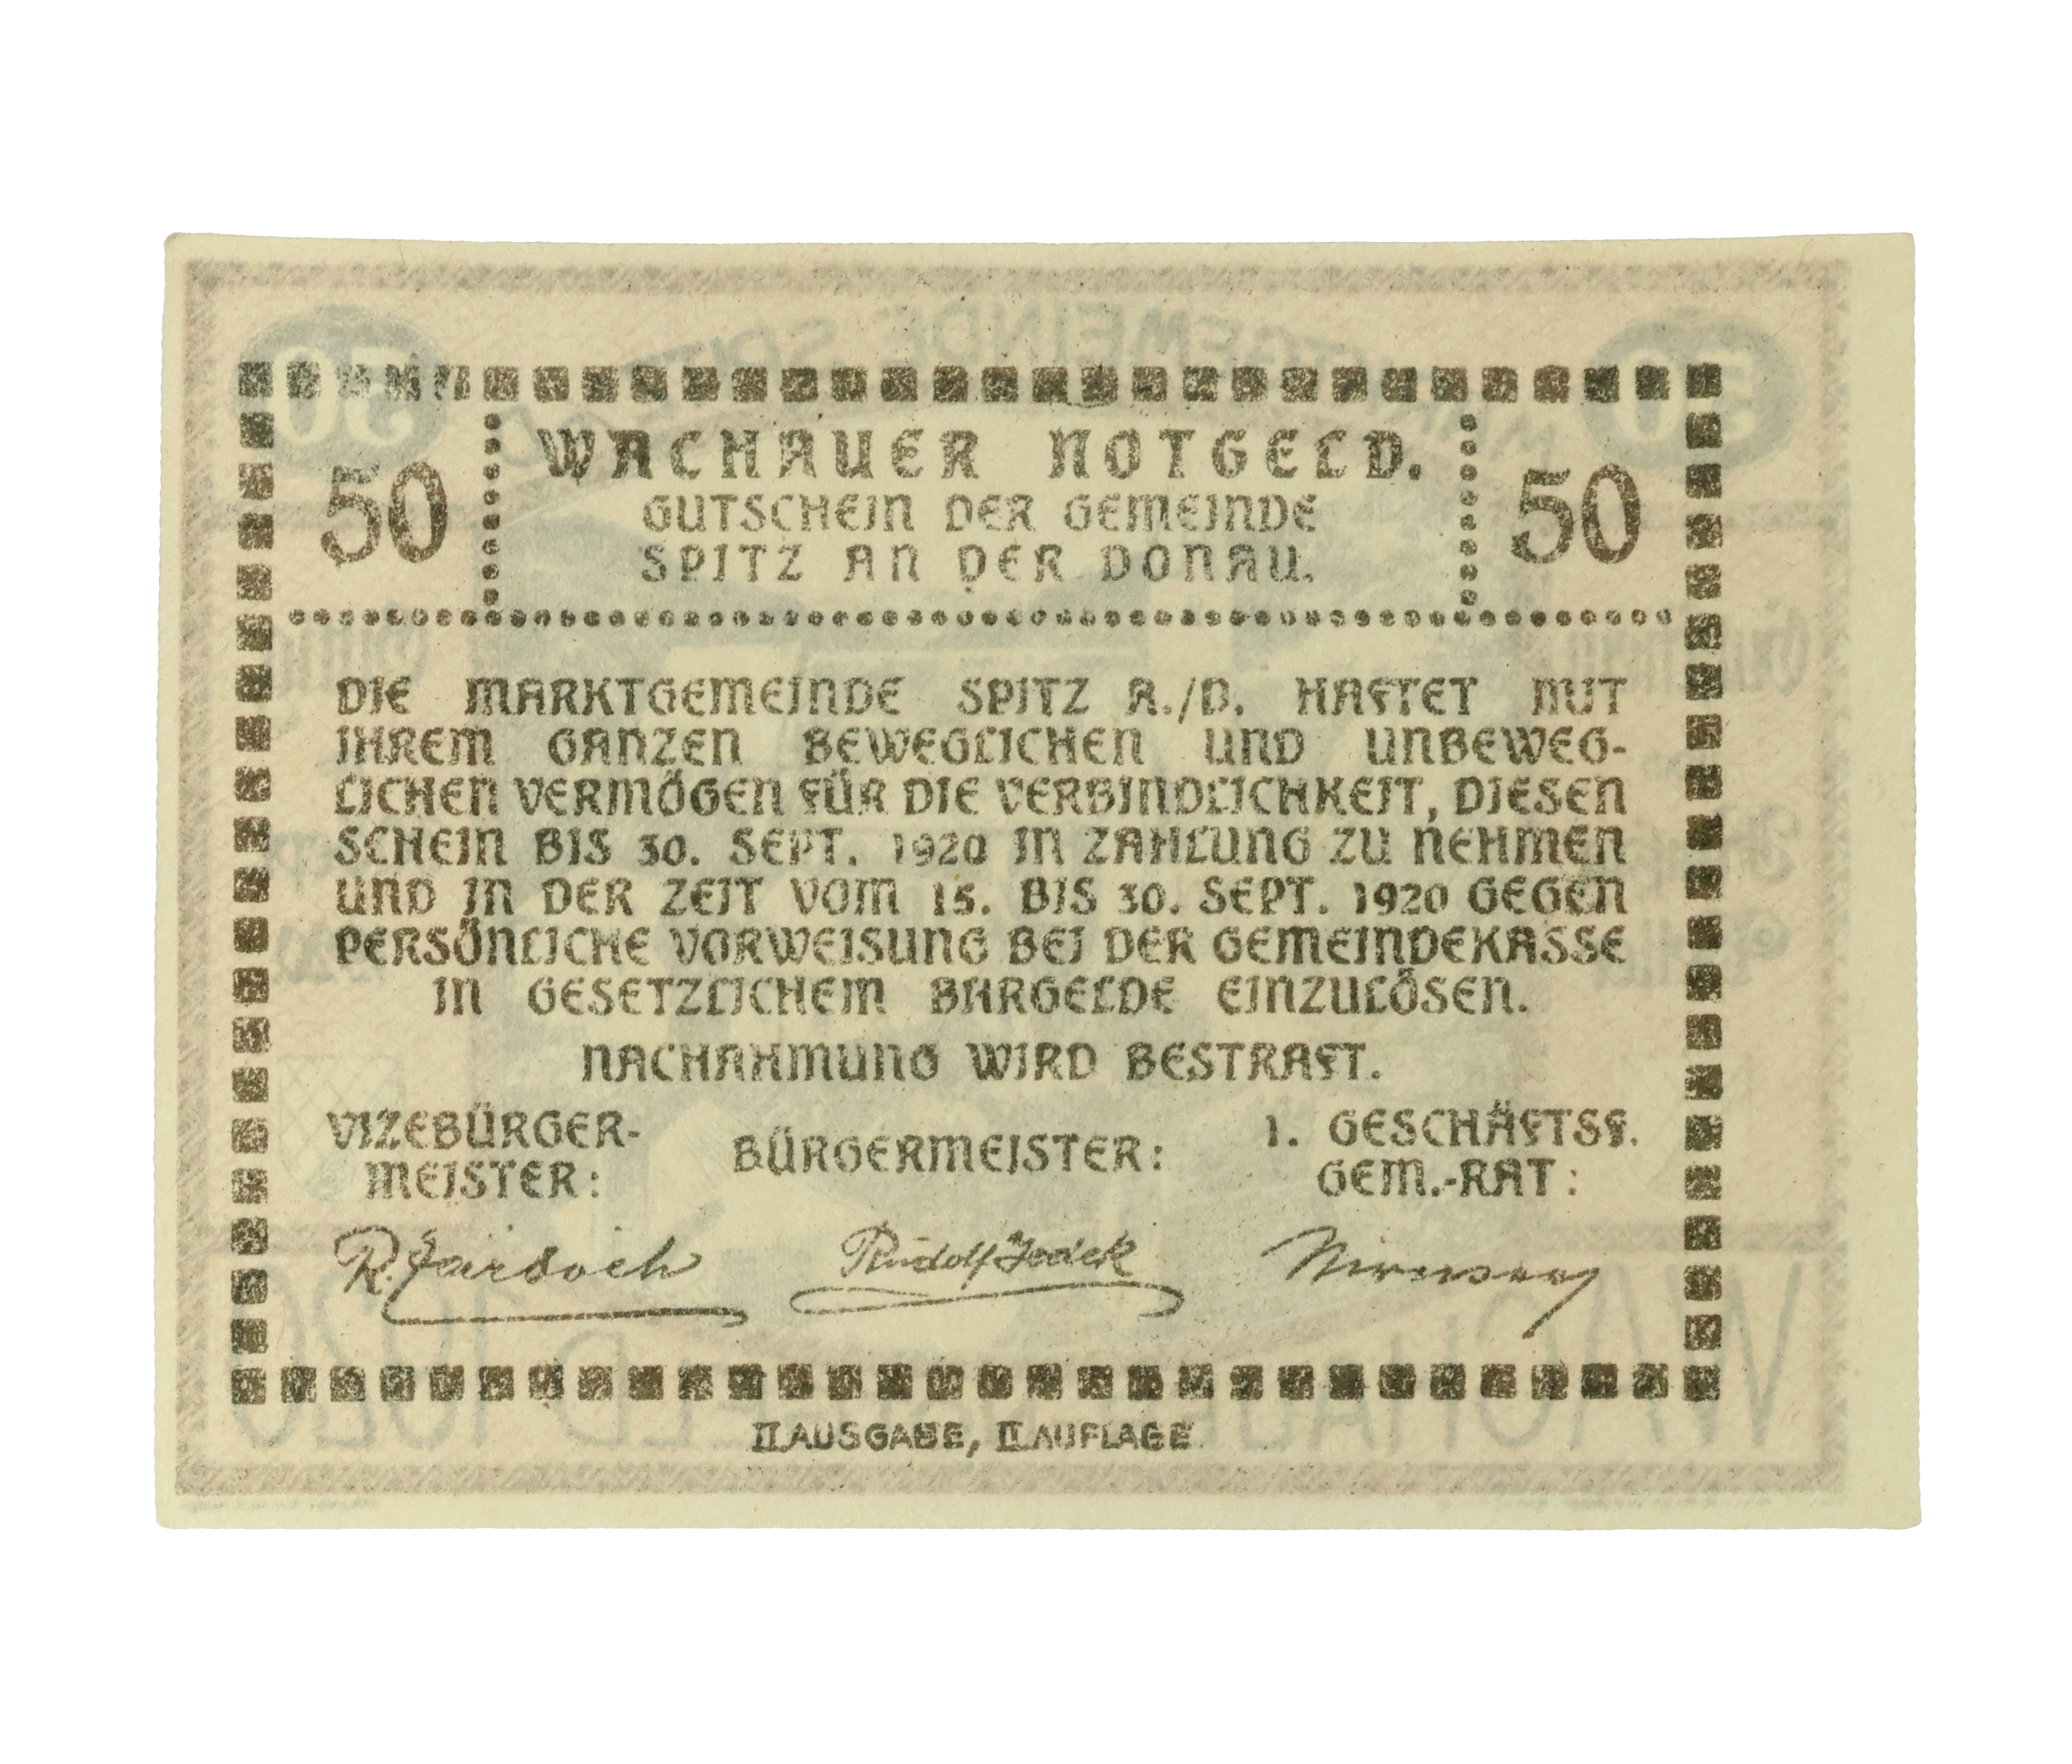 WACHAUER NOTGELD.
50
GUTSCHEIN DER GEMEINDE
50
SPITZ AN DER DONAU.
DIE MARKTGEMEINDE SPITZ A./D. HAFTET MIT
IHREM GANZEN BEWEGLICHEN UND UNBEWEG-
LICHEN VERMÖGEN FÜR DIE VERBINDLICHKEIT, DIESEN
SCHEIN BIS 30. SEPT. 1920 IN ZAHLUNG ZU NEHMEN
UND IN DER ZEIT VOM 15. BIS 30. SEPT. 1920 GEGEN
PERSÖNLICHE VORWEISUNG BEI DER GEMEINDEKASSE
IN GESETZLICHEM BARGELDE EINZULÖSEN.
NACHAHMUNG WIRD BESTRAFT.
VIZEBÜRGER-
MEISTER:
BÜRGERMEISTER:
1. GESCHÄFTSF.
GEM.-RAT:
Rudolf
II. AUSGABE, II. AUFLAGE